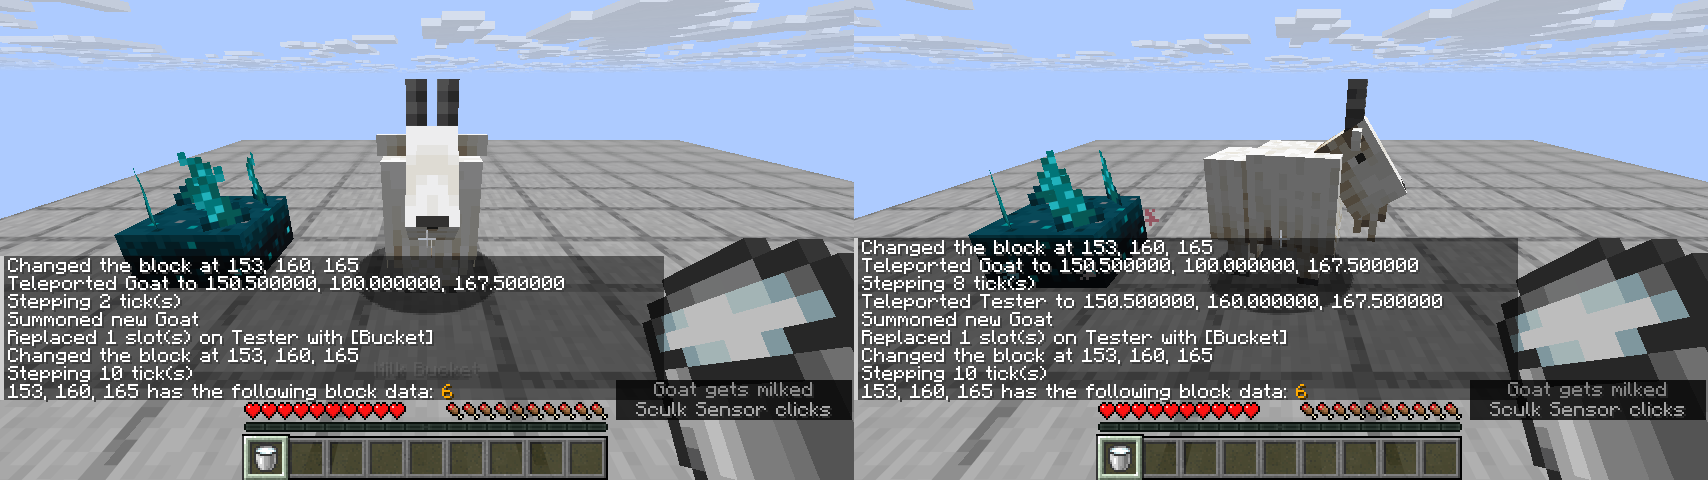 Changed the block at 153, 160, 165
Teleported Goat to 150.500000, 100.000000, 167.500000
Stepping 2 tick(s)
Summoned new Goat
Replaced 1 slot(s) on Tester with [Bucket]
Changed the block at 153, 160, 165
Stepping 10 tick(s)
153, 160, 165 has the following block data: 6
Milk Bucket
Goat gets milked
Sculk Sensor clicks
Changed the block at 153, 160, 165
Teleported Goat to 150.500000, 100.000000, 167.500000
Stepping 8 tick(s)
Teleported Tester to 150.500000, 160.000000, 167.500000
Summoned new Goat
Replaced 1 slot(s) on Tester with [Bucket]
Changed the block at 153, 160, 165
Stepping 10 tick(s)
153, 160, 165 has the following block data: 6
Goat gets milked
Sculk Sensor clicks